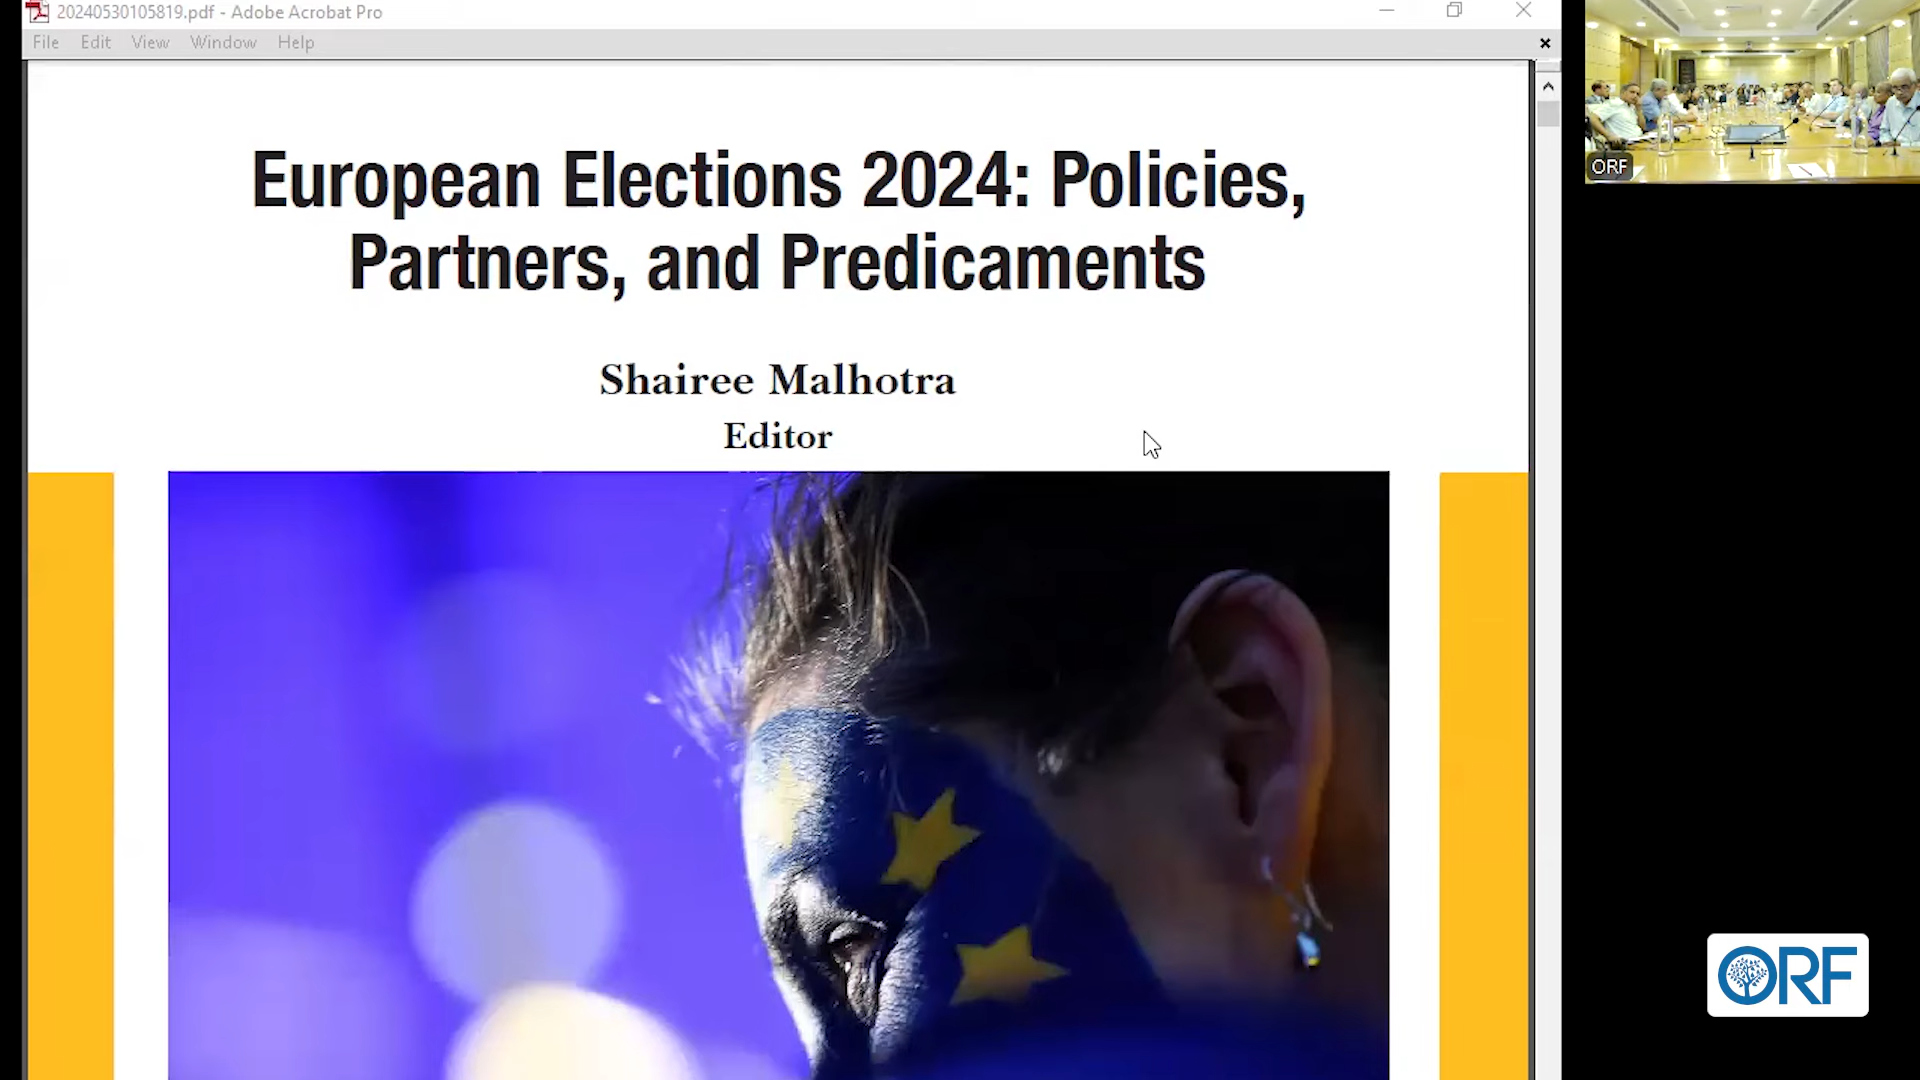 20240530105819.pdf - Adobe Acrobat Pro
File Edit View Window Help
European Elections 2024: Policies,
Partners, and Predicaments
Shairee Malhotra
Editor
ORF
ORF